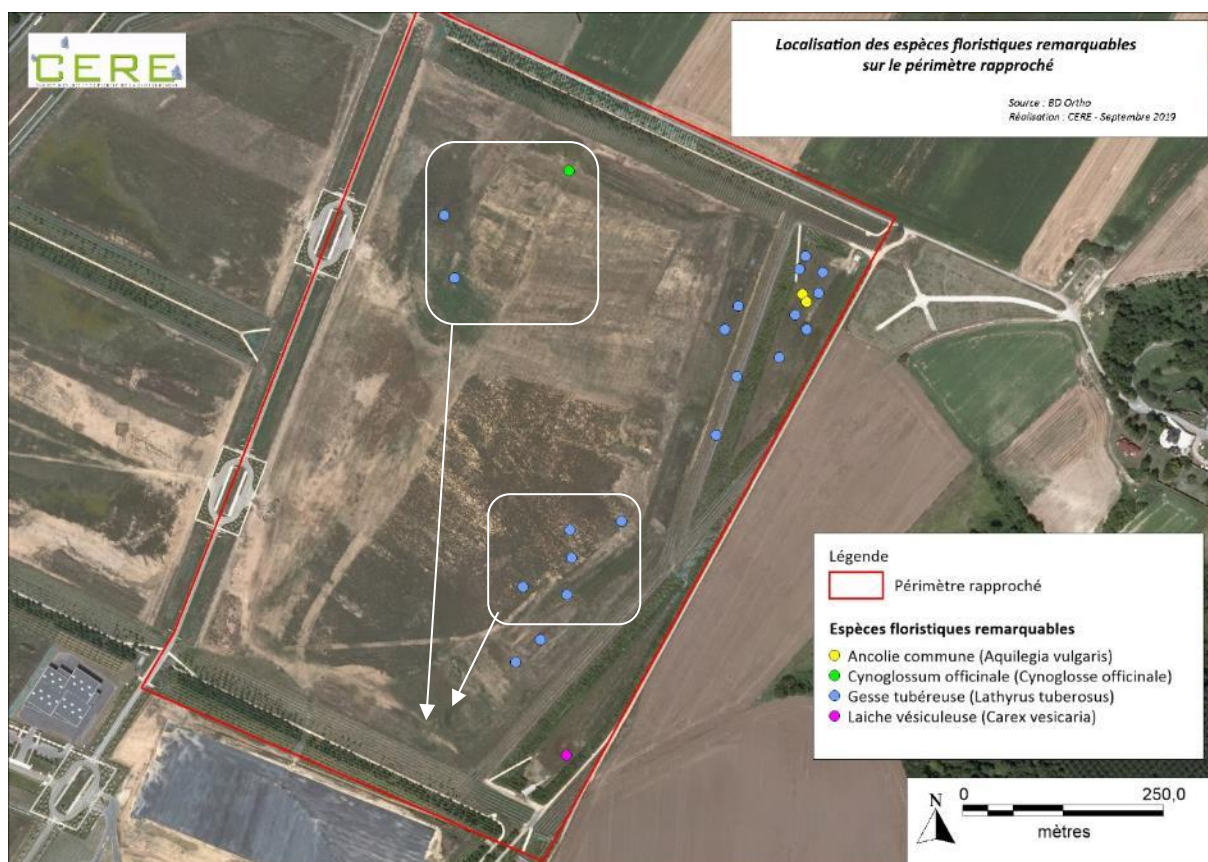 CERE
Localisation des espèces floristiques remarquables
sur le périmètre rapproché
Source : BD Ortho
Réalisation : CERE - Septembre 2019
Légende
Périmètre rapproché
Espèces floristiques remarquables
Ancolie commune (Aquilegia vulgaris)
Cynoglossum officinale (Cynoglosse officinale)
Gesse tubéreuse (Lathyrus tuberosus)
Laiche vésiculeuse (Carex vesicaria)
N
0 250,0
mètres